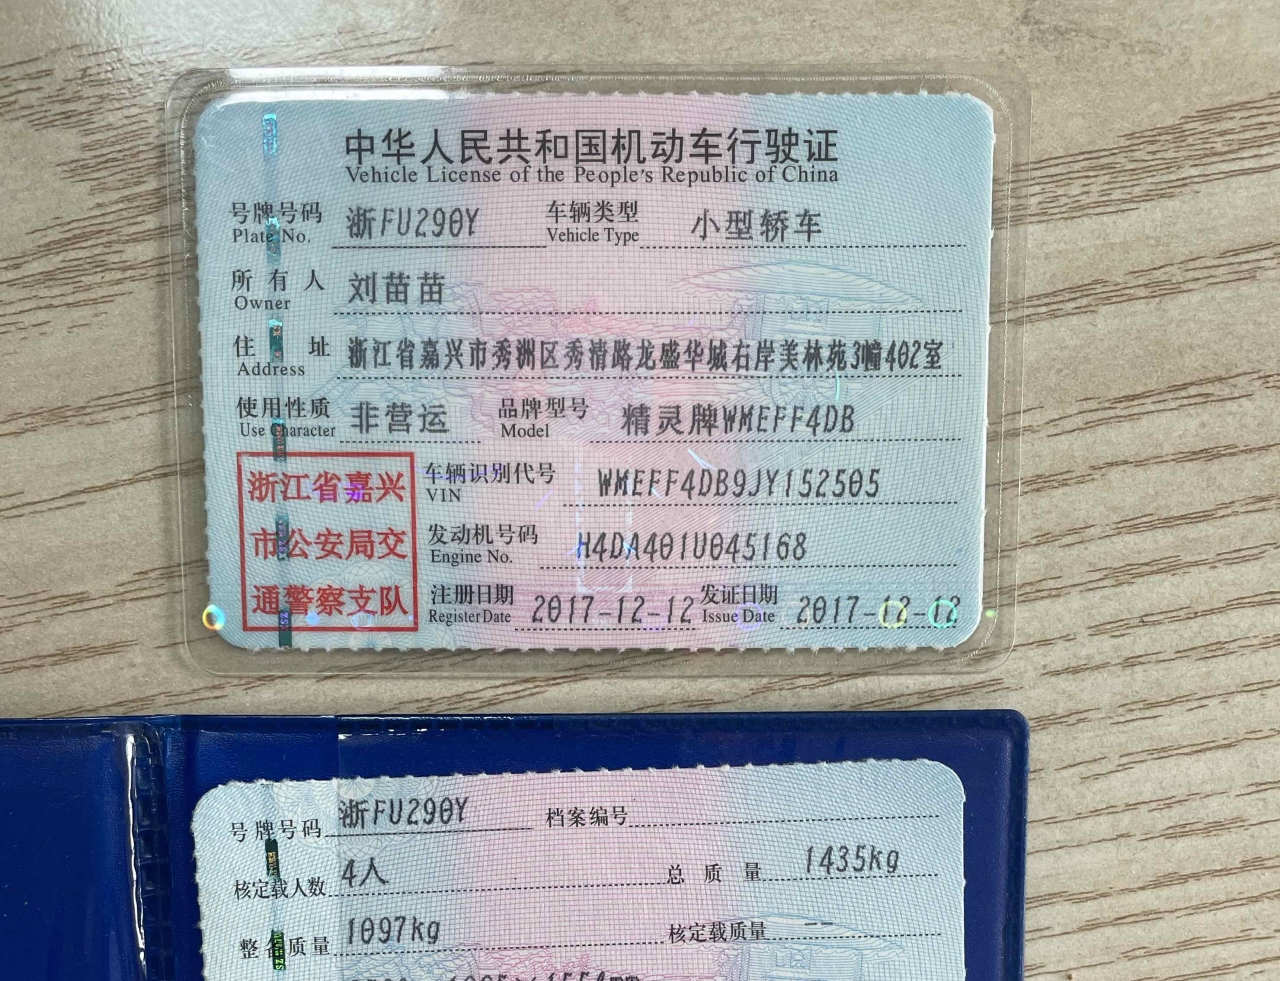 中华人民共和国机动车行驶证
Vehicle License of the People's Republic of China
号牌号码 浙FU290Y 车辆类型 小型轿车
Plate No. Vehicle Type
所有人 刘苗苗
Owner
住址 浙江省嘉兴市秀洲区秀清路龙盛华城右岸美林苑3幢402室
Address
使用性质 非营运 品牌型号 精灵牌WMEFF4DB
Use Character Model
浙江省嘉兴
市公安局交
通警察支队
车辆识别代号 WMEFF4DB9JY152505
VIN
发动机号码 H4DA401U045168
Engine No.
注册日期 2017-12-12 发证日期 2017-12-12
Register Date Issue Date
号牌号码 浙FU290Y 档案编号
核定载人数 4人 总质量 1435kg
整备质量 1097kg 核定载质量 --